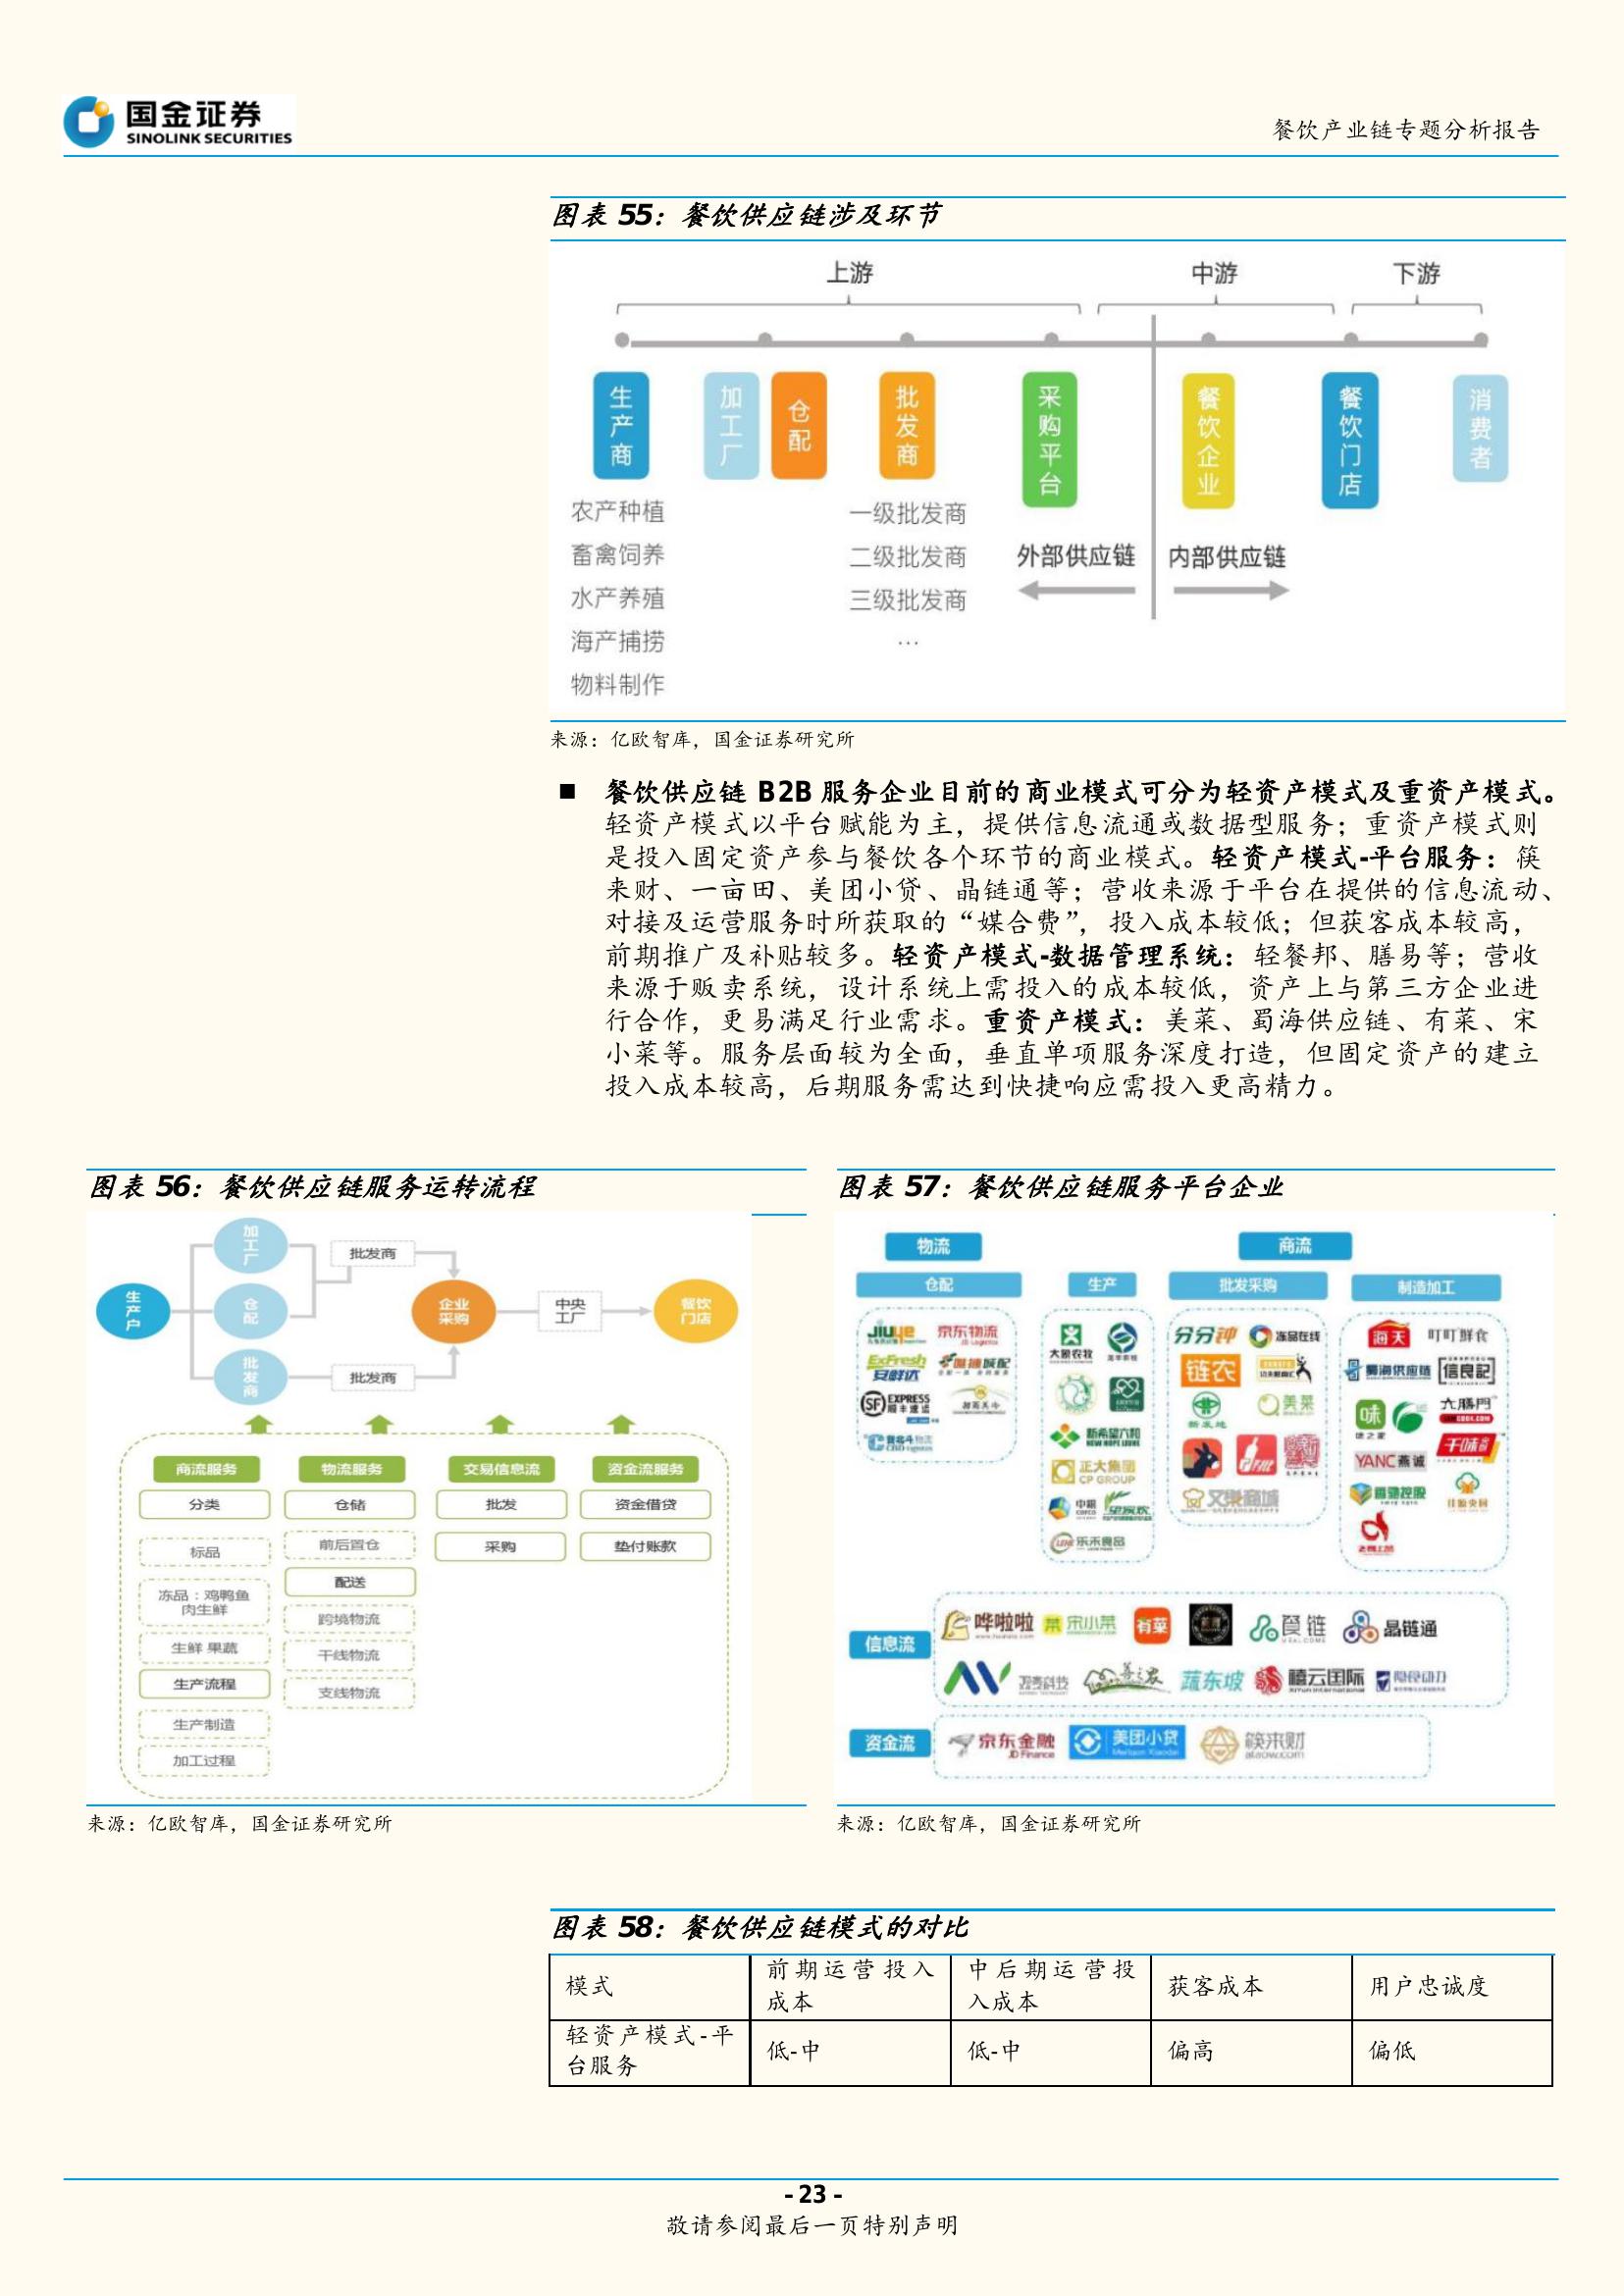 国金证券
SINOLINK SECURITIES
餐饮产业链专题分析报告
图表 55：餐饮供应链涉及环节
上游
中游
下游
生产商
加工厂
仓配
批发商
采购平台
餐饮企业
餐饮门店
消费者
农产种植
畜禽饲养
水产养殖
海产捕捞
物料制作
一级批发商
二级批发商
三级批发商
...
外部供应链
内部供应链
来源：亿欧智库，国金证券研究所
■ 餐饮供应链 B2B 服务企业目前的商业模式可分为轻资产模式及重资产模式。
轻资产模式以平台赋能为主，提供信息流通或数据型服务；重资产模式则
是投入固定资产参与餐饮各个环节的商业模式。轻资产模式-平台服务：筷
来财、一亩田、美团小贷、晶链通等；营收来源于平台在提供的信息流动、
对接及运营服务时所获取的“媒合费”，投入成本较低；但获客成本较高，
前期推广及补贴较多。轻资产模式-数据管理系统：轻餐邦、膳易等；营收
来源于贩卖系统，设计系统上需投入的成本较低，资产上与第三方企业进
行合作，更易满足行业需求。重资产模式：美菜、蜀海供应链、有菜、宋
小菜等。服务层面较为全面，垂直单项服务深度打造，但固定资产的建立
投入成本较高，后期服务需达到快捷响应需投入更高精力。
图表 56：餐饮供应链服务运转流程
生产户
加工厂
仓配
批发商
批发商
批发商
企业采购
中央工厂
餐饮门店
商流服务
分类
标品
冻品：鸡鸭鱼
肉生鲜
生鲜 果蔬
生产流程
生产制造
加工过程
物流服务
仓储
前后置仓
配送
跨境物流
干线物流
支线物流
交易信息流
批发
采购
资金流服务
资金借贷
垫付账款
来源：亿欧智库，国金证券研究所
图表 57：餐饮供应链服务平台企业
物流
商流
仓配
生产
批发采购
制造加工
京东物流
ExFresh
安鲜达
SF EXPRESS
顺丰速运
大象农牧
新希望六和
NEW HOPE LIUHE
正大集团
CP GROUP
中粮
乐禾食品
分分钟
冻品在线
链农
美菜
海天
叮叮鲜食
蜀海供应链
信良記
味
YANC燕诚
千味
信息流
哗啦啦
宋小菜
有菜
晶链通
蔬东坡
禧云国际
资金流
京东金融
JD Finance
美团小贷
筷来财
来源：亿欧智库，国金证券研究所
图表 58：餐饮供应链模式的对比
模式
前期运营投入
成本
中后期运营投
入成本
获客成本
用户忠诚度
轻资产模式-平
台服务
低-中
低-中
偏高
偏低
- 23 -
敬请参阅最后一页特别声明